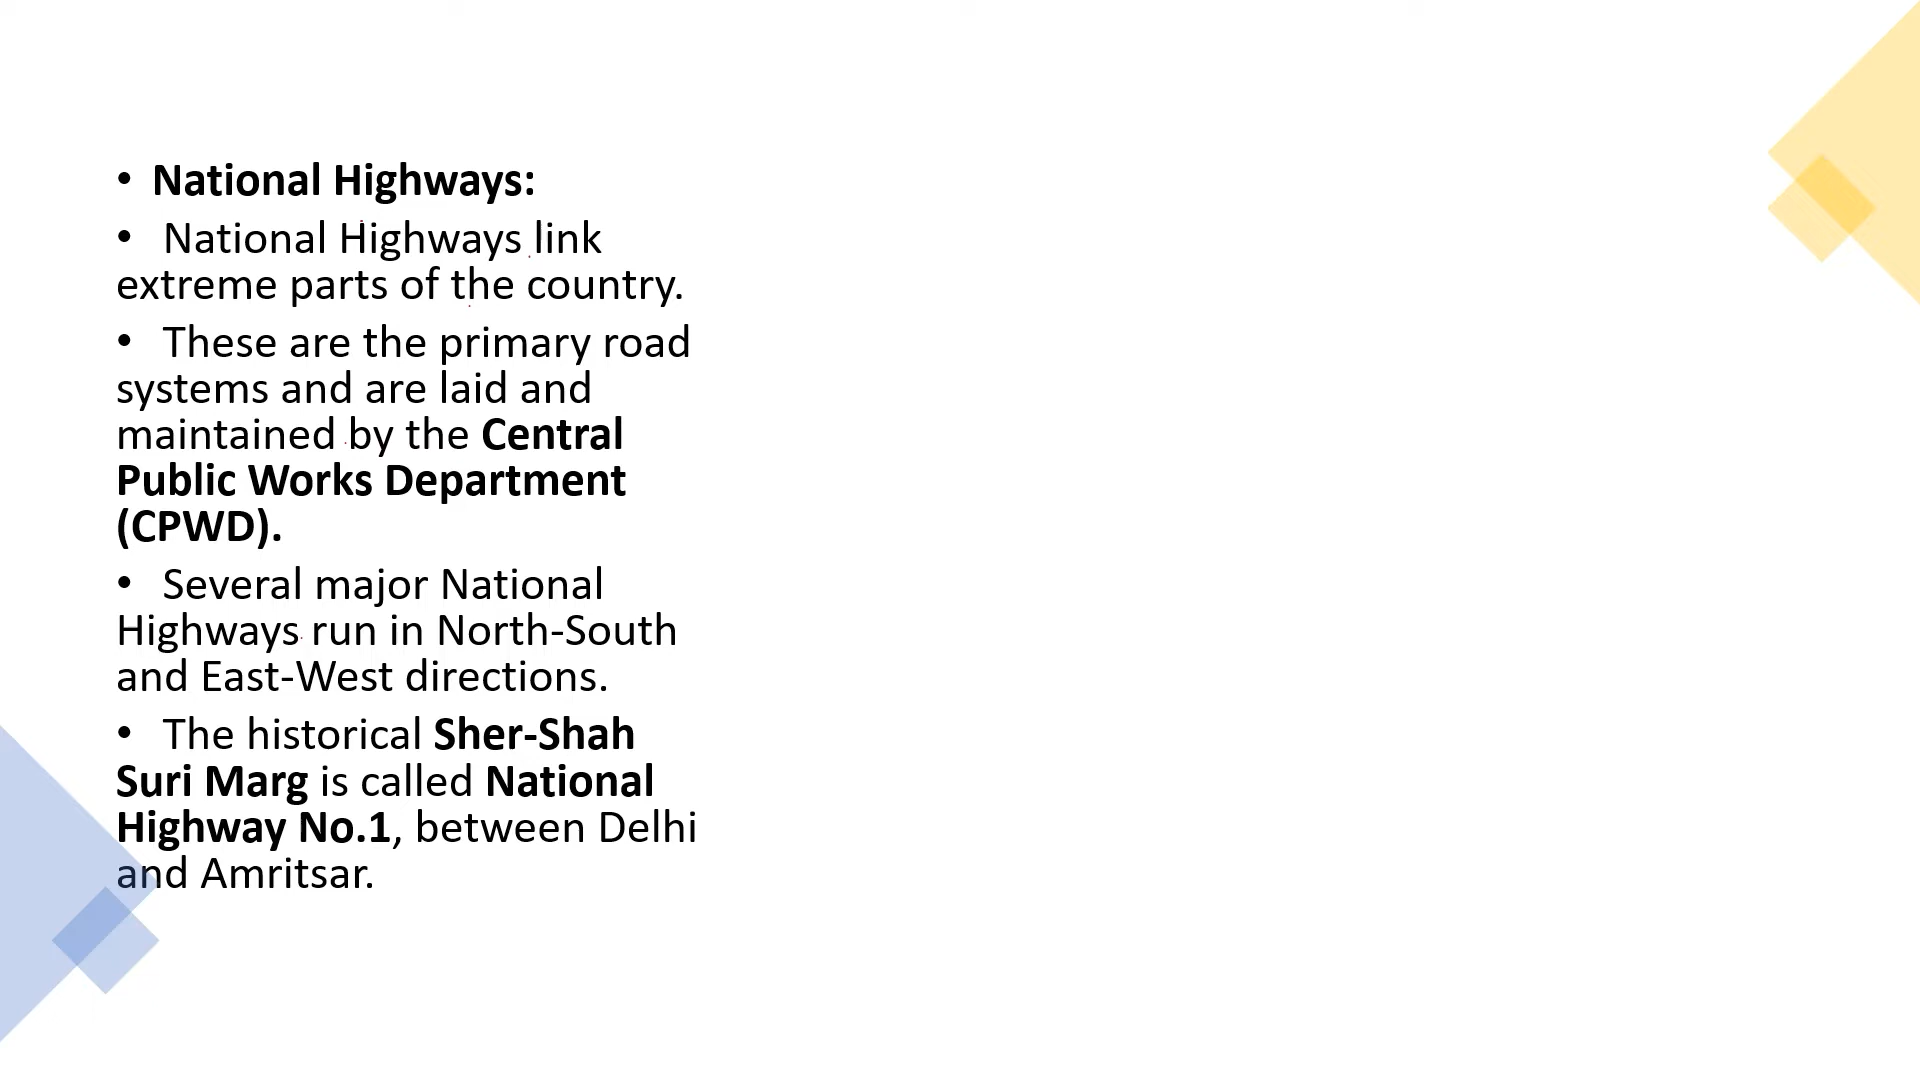 • National Highways:
• National Highways link
extreme parts of the country.
• These are the primary road
systems and are laid and
maintained by the Central
Public Works Department
(CPWD).
• Several major National
Highways run in North-South
and East-West directions.
• The historical Sher-Shah
Suri Marg is called National
Highway No.1, between Delhi
and Amritsar.